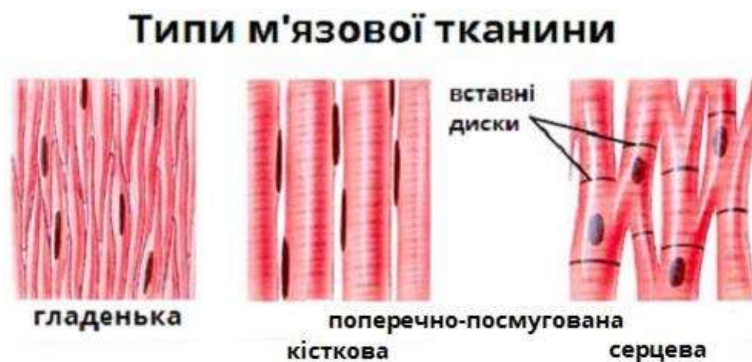 Типи м'язової тканини
вставні
диски
гладенька
поперечно-посмугована
кісткова
серцева